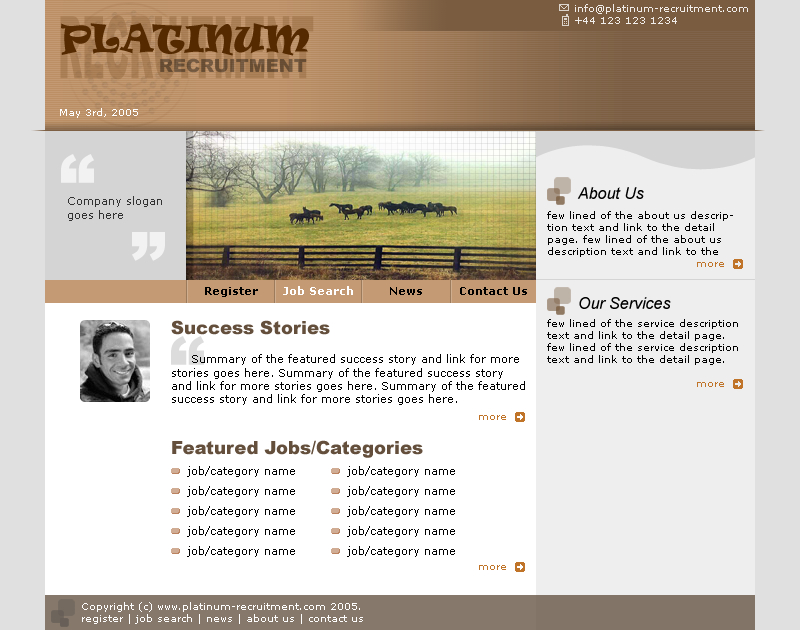 info@platinum-recruitment.com
+44 123 123 1234
PLATINUM
RECRUITMENT
RECRUITMENT
May 3rd, 2005
“
Company slogan
goes here
”
Register Job Search News Contact Us
About Us
few lined of the about us descrip-
tion text and link to the detail
page. few lined of the about us
description text and link to the
more
Our Services
few lined of the service description
text and link to the detail page.
few lined of the service description
text and link to the detail page.
more
Success Stories
“
Summary of the featured success story and link for more
stories goes here. Summary of the featured success story
and link for more stories goes here. Summary of the featured
success story and link for more stories goes here.
more
Featured Jobs/Categories
job/category name job/category name
job/category name job/category name
job/category name job/category name
job/category name job/category name
job/category name job/category name
more
Copyright (c) www.platinum-recruitment.com 2005.
register | job search | news | about us | contact us